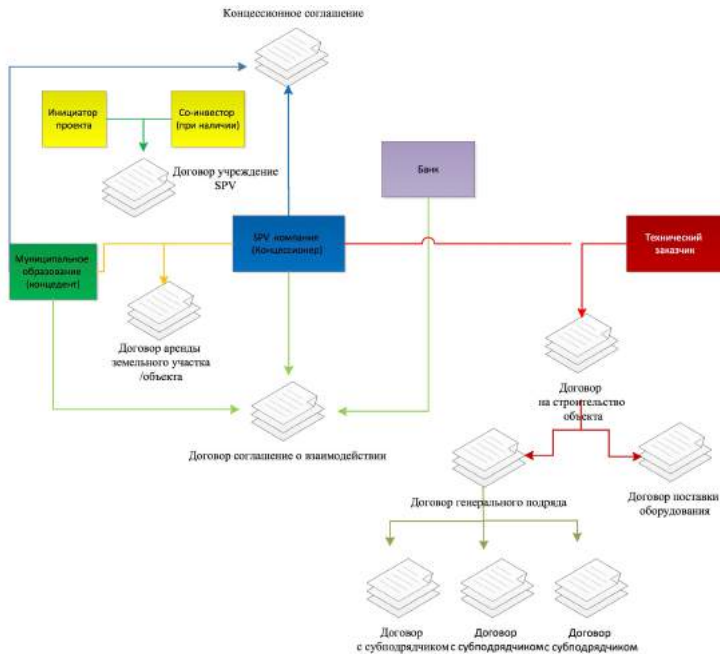 Концессионное соглашение
Инициатор
проекта
Со-инвестор
(при наличии)
Договор учреждение
SPV
Банк
Муниципальное
образование
(концедент)
SPV компания
(Концессионер)
Технический
заказчик
Договор аренды
земельного участка
/объекта
Договор
на строительство
объекта
Договор соглашение о взаимодействии
Договор генерального подряда
Договор поставки
оборудования
Договор
с субподрядчиком
Договор
с субподрядчиком
Договор
с субподрядчиком